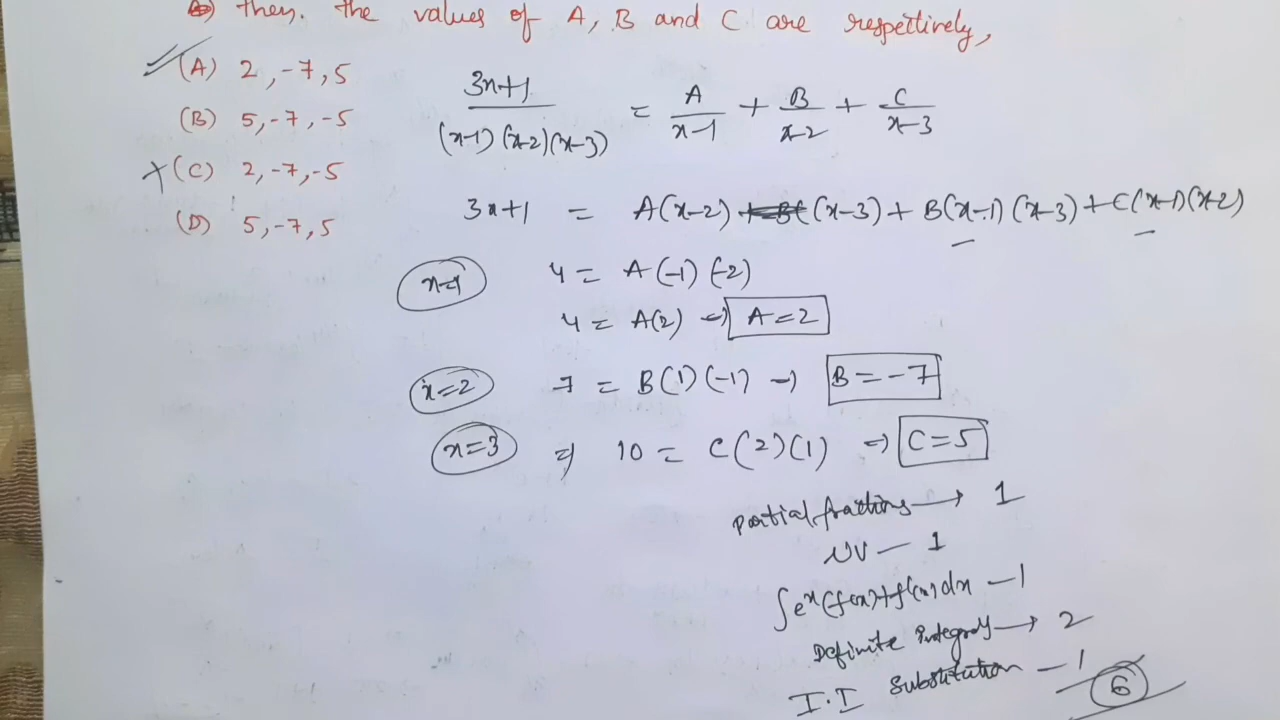 then. the values of A, B and C are respectively,
(A) 2, -7, 5
(B) 5, -7, -5
(C) 2, -7, -5
(D) 5, -7, 5
3x+1 / (x-1)(x-2)(x-3) = A/x-1 + B/x-2 + C/x-3
3x+1 = A(x-2) (x-3) + B(x-1)(x-3) + C(x-1)(x-2)
x=1 4 = A(-1)(-2)
4 = A(2) => A=2
x=2 7 = B(1)(-1) → B=-7
x=3 => 10 = C(2)(1) => C=5
Partial fractions → 1
UV - 1
∫e^x(f(x)+f'(x))dx - 1
Definite integrals → 2
I.I substitution - 1
6